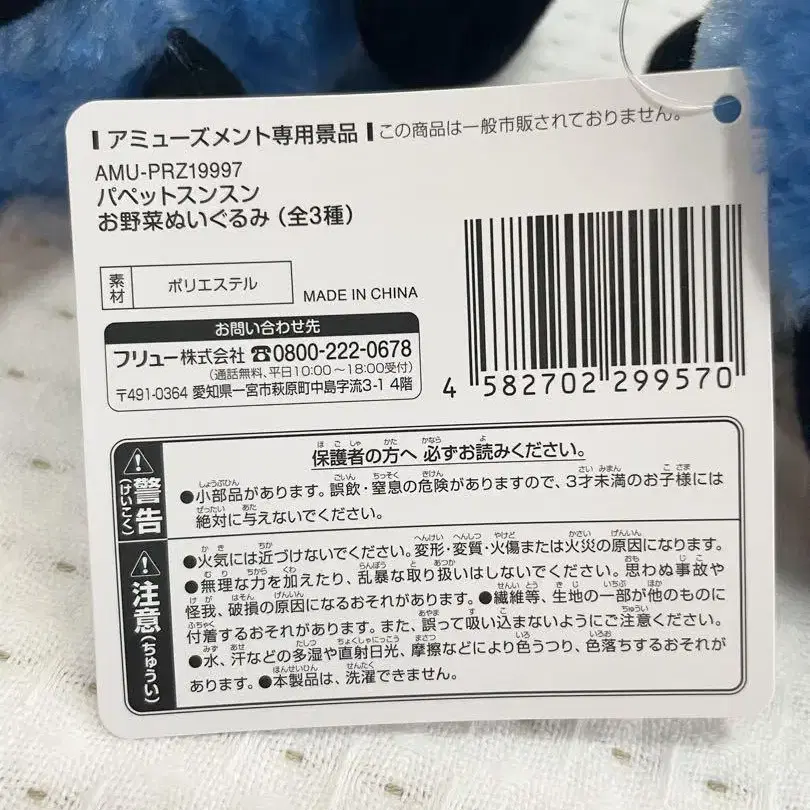 アミューズメント専用景品 この商品は一般市販されておりません。
AMU-PRZ19997
パペットスンスン
お野菜ぬいぐるみ(全3種)
素材 ポリエステル
MADE IN CHINA
お問い合わせ先
フリュー株式会社 ☎0800-222-0678
(通話無料、平日10:00~18:00受付)
〒491-0364 愛知県一宮市萩原町中島字流3-1 4階
4 582702 299570
保護者の方へ 必ずお読みください。
警告(けいこく)
●小部品があります。誤飲・窒息の危険がありますので、3才未満のお子様には
絶対に与えないでください。
注意(ちゅうい)
●火気には近づけないでください。変形・変質・火傷または火災の原因になります。
●無理な力を加えたり、乱暴な取り扱いはしないでください。思わぬ事故や
怪我、破損の原因になるおそれがあります。●繊維等、生地の一部が他のものに
付着するおそれがあります。また、誤って吸い込まないようにご注意ください。
●水、汗などの多湿や直射日光、摩擦などにより色うつり、色落ちするおそれが
あります。●本製品は、洗濯できません。